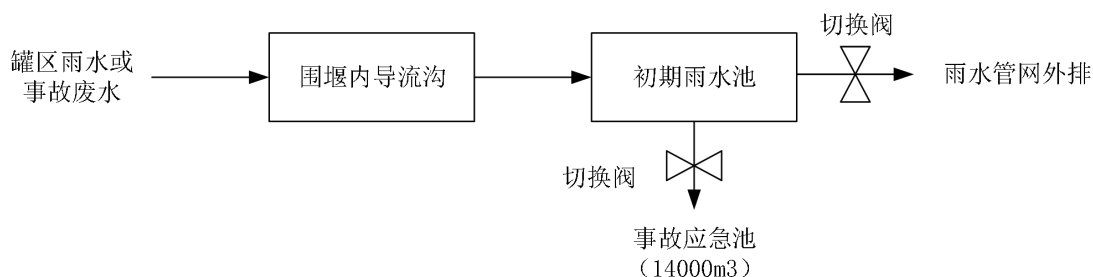 切换阀
罐区雨水或
事故废水
围堰内导流沟
初期雨水池
雨水管网外排
切换阀
事故应急池
（14000m3）